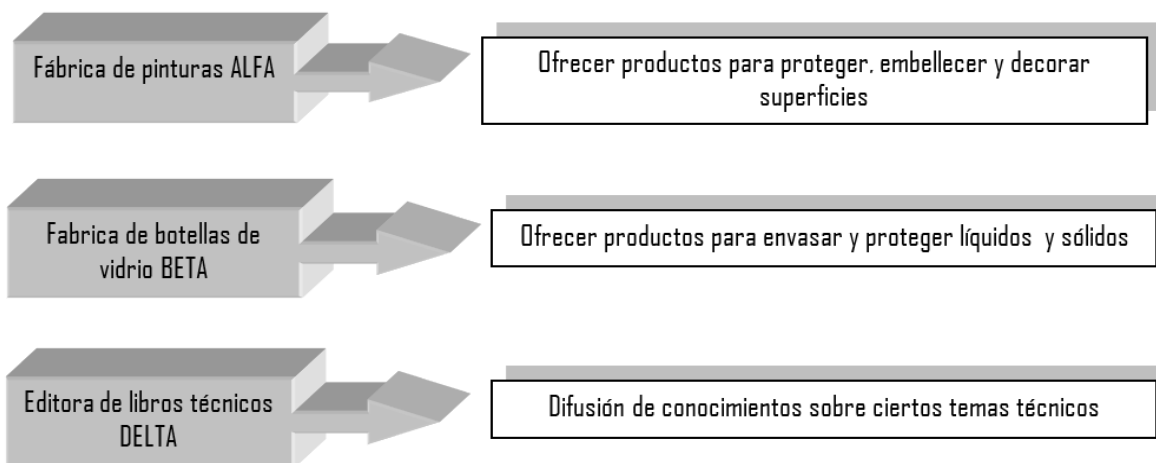 Fábrica de pinturas ALFA
Ofrecer productos para proteger, embellecer y decorar
superficies
Fabrica de botellas de
vidrio BETA
Ofrecer productos para envasar y proteger líquidos y sólidos
Editora de libros técnicos
DELTA
Difusión de conocimientos sobre ciertos temas técnicos